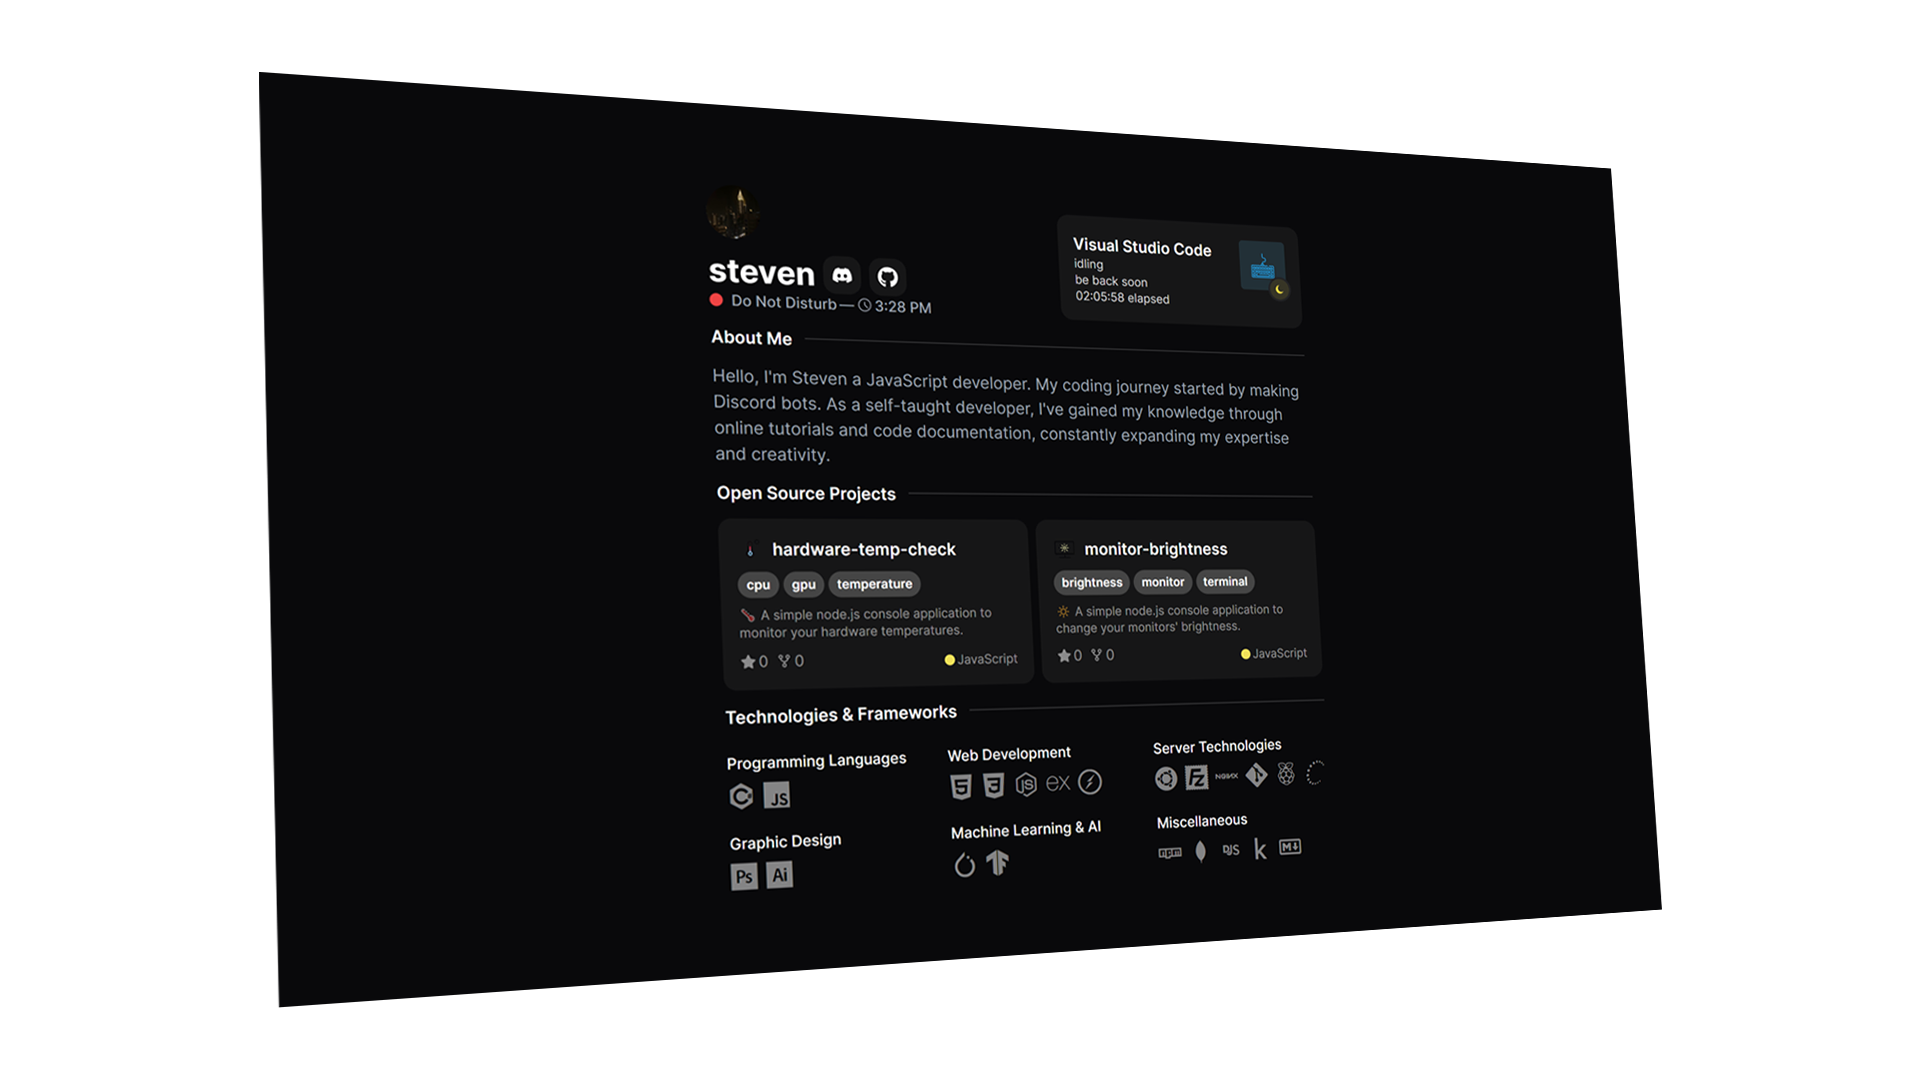 steven
Do Not Disturb — 3:28 PM
Visual Studio Code
idling
be back soon
02:05:58 elapsed
About Me
Hello, I'm Steven a JavaScript developer. My coding journey started by making
Discord bots. As a self-taught developer, I've gained my knowledge through
online tutorials and code documentation, constantly expanding my expertise
and creativity.
Open Source Projects
hardware-temp-check
cpu gpu temperature
A simple node.js console application to
monitor your hardware temperatures.
0 0 JavaScript
monitor-brightness
brightness monitor terminal
A simple node.js console application to
change your monitors' brightness.
0 0 JavaScript
Technologies & Frameworks
Programming Languages
C JS
Web Development
5 3 JS ex
Server Technologies
Fz NGINX
Graphic Design
Ps Ai
Machine Learning & AI
Miscellaneous
npm DJS k M